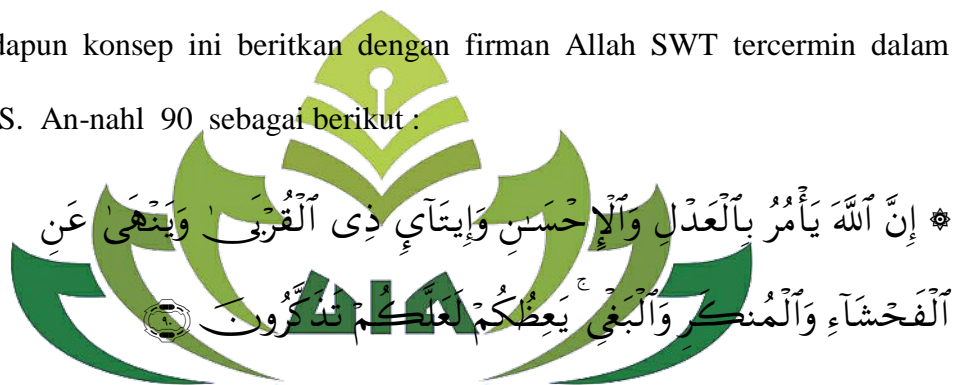 dapun konsep ini beritkan dengan firman Allah SWT tercermin dalam
S. An-nahl 90 sebagai berikut :
۞ إِنَّ ٱللَّهَ يَأۡمُرُ بِٱلۡعَدۡلِ وَٱلۡإِحۡسَٰنِ وَإِيتَآيِٕ ذِي ٱلۡقُرۡبَىٰ وَيَنۡهَىٰ عَنِ
ٱلۡفَحۡشَآءِ وَٱلۡمُنكَرِ وَٱلۡبَغۡيِۚ يَعِظُكُمۡ لَعَلَّكُمۡ تَذَكَّرُونَ ٩٠